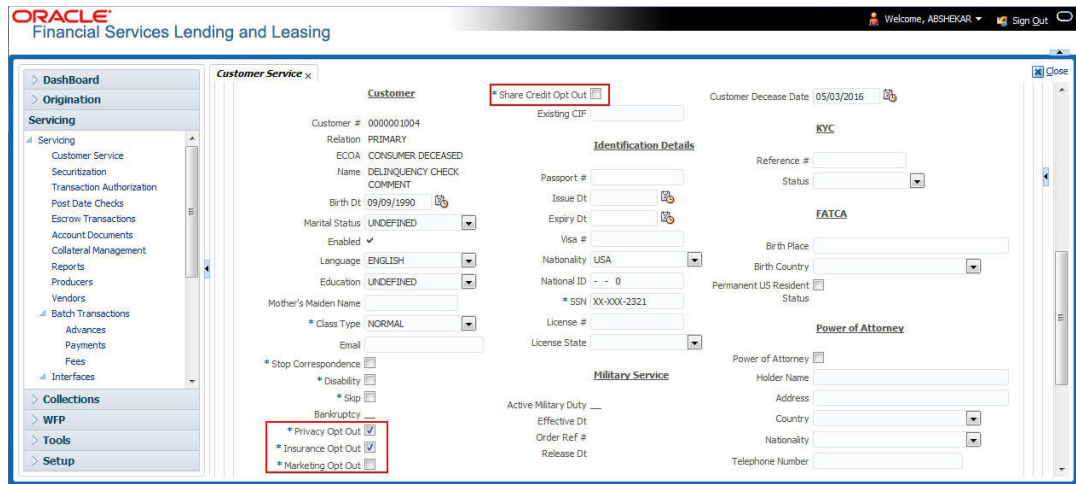 ORACLE
Financial Services Lending and Leasing
Welcome, ABSHEKAR
Sign Out
DashBoard
Origination
Servicing
Servicing
Customer Service
Securitization
Transaction Authorization
Post Date Checks
Escrow Transactions
Account Documents
Collateral Management
Reports
Producers
Vendors
Batch Transactions
Advances
Payments
Fees
Interfaces
Collections
WFP
Tools
Setup
Customer Service x
Close
Customer
Customer # 0000001004
Relation PRIMARY
ECOA CONSUMER DECEASED
Name DELINQUENCY CHECK
COMMENT
Birth Dt 09/09/1990
Marital Status UNDEFINED
Enabled
Language ENGLISH
Education UNDEFINED
Mother's Maiden Name
* Class Type NORMAL
Email
* Stop Correspondence
* Disability
* Skip
Bankruptcy
* Privacy Opt Out
* Insurance Opt Out
* Marketing Opt Out
* Share Credit Opt Out
Existing CIF
Identification Details
Passport #
Issue Dt
Expiry Dt
Visa #
Nationality USA
National ID - - 0
* SSN XX-XXX-2321
License #
License State
Military Service
Active Military Duty
Effective Dt
Order Ref #
Release Dt
Customer Decease Date 05/03/2016
KYC
Reference #
Status
FATCA
Birth Place
Birth Country
Permanent US Resident
Status
Power of Attorney
Power of Attorney
Holder Name
Address
Country
Nationality
Telephone Number